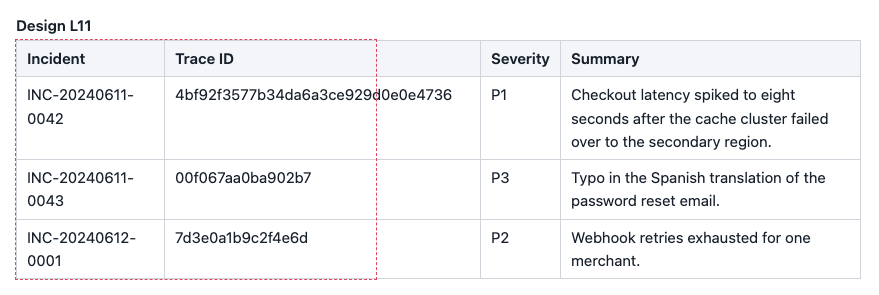 Design L11
Incident Trace ID Severity Summary
INC-20240611- 4bf92f3577b34da6a3ce929d0e0e4736 P1 Checkout latency spiked to eight
0042 seconds after the cache cluster failed
over to the secondary region.
INC-20240611- 00f067aa0ba902b7 P3 Typo in the Spanish translation of the
0043 password reset email.
INC-20240612- 7d3e0a1b9c2f4e6d P2 Webhook retries exhausted for one
0001 merchant.